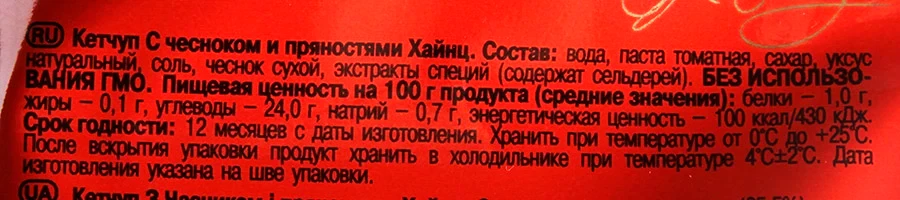 RU Кетчуп С чесноком и пряностями Хайнц. Состав: вода, паста томатная, сахар, уксус
натуральный, соль, чеснок сухой, экстракты специй (содержат сельдерей). БЕЗ ИСПОЛЬЗО-
ВАНИЯ ГМО. Пищевая ценность на 100 г продукта (средние значения): белки – 1,0 г,
жиры – 0,1 г, углеводы – 24,0 г, натрий – 0,7 г, энергетическая ценность – 100 ккал/430 кДж.
Срок годности: 12 месяцев с даты изготовления. Хранить при температуре от 0°С до +25°С.
После вскрытия упаковки продукт хранить в холодильнике при температуре 4°С±2°С. Дата
изготовления указана на шве упаковки.
UA Кетчуп З Часником і